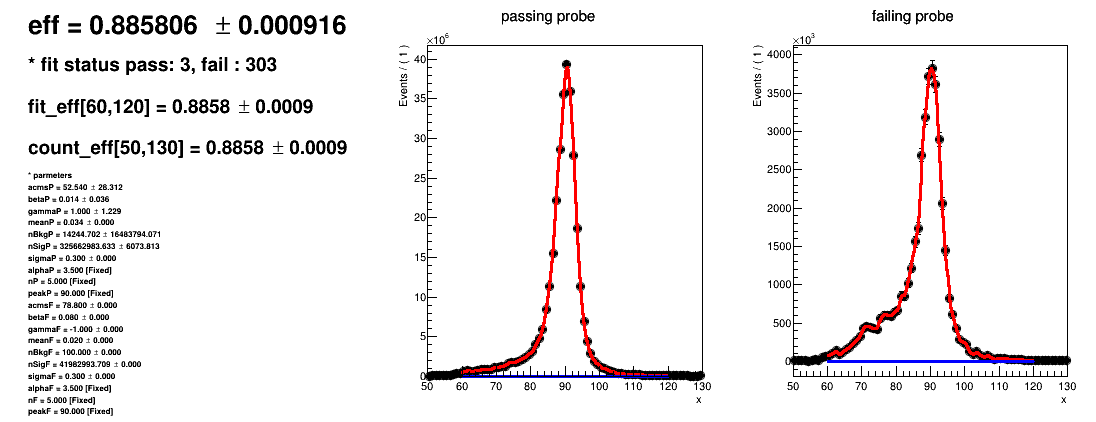 eff = 0.885806 ± 0.000916
* fit status pass: 3, fail : 303
fit_eff[60,120] = 0.8858 ± 0.0009
count_eff[50,130] = 0.8858 ± 0.0009
* parmeters
acmsP = 52.540 ± 28.312
betaP = 0.014 ± 0.036
gammaP = 1.000 ± 1.229
meanP = 0.034 ± 0.000
nBkgP = 14244.702 ± 16483794.071
nSigP = 325662983.633 ± 6073.813
sigmaP = 0.300 ± 0.000
alphaP = 3.500 [Fixed]
nP = 5.000 [Fixed]
peakP = 90.000 [Fixed]
acmsF = 78.800 ± 0.000
betaF = 0.080 ± 0.000
gammaF = -1.000 ± 0.000
meanF = 0.020 ± 0.000
nBkgF = 100.000 ± 0.000
nSigF = 41982993.709 ± 0.000
sigmaF = 0.300 ± 0.000
alphaF = 3.500 [Fixed]
nF = 5.000 [Fixed]
peakF = 90.000 [Fixed]
passing probe
×10⁶
Events / ( 1 )
40
35
30
25
20
15
10
5
0
50 60 70 80 90 100 110 120 130
x
failing probe
×10³
Events / ( 1 )
4000
3500
3000
2500
2000
1500
1000
500
0
50 60 70 80 90 100 110 120 130
x